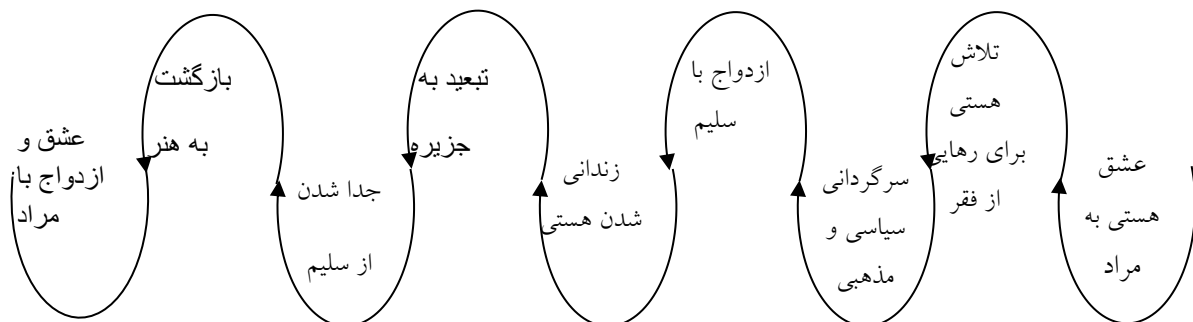 عشق
هستی به
مراد
تلاش
هستی
برای رهایی
از فقر
سرگردانی
سیاسی و
مذهبی
ازدواج با
سلیم
زندانی
شدن هستی
تبعید به
جزیره
جدا شدن
از سلیم
بازگشت
به هنر
عشق و
ازدواج با
مراد